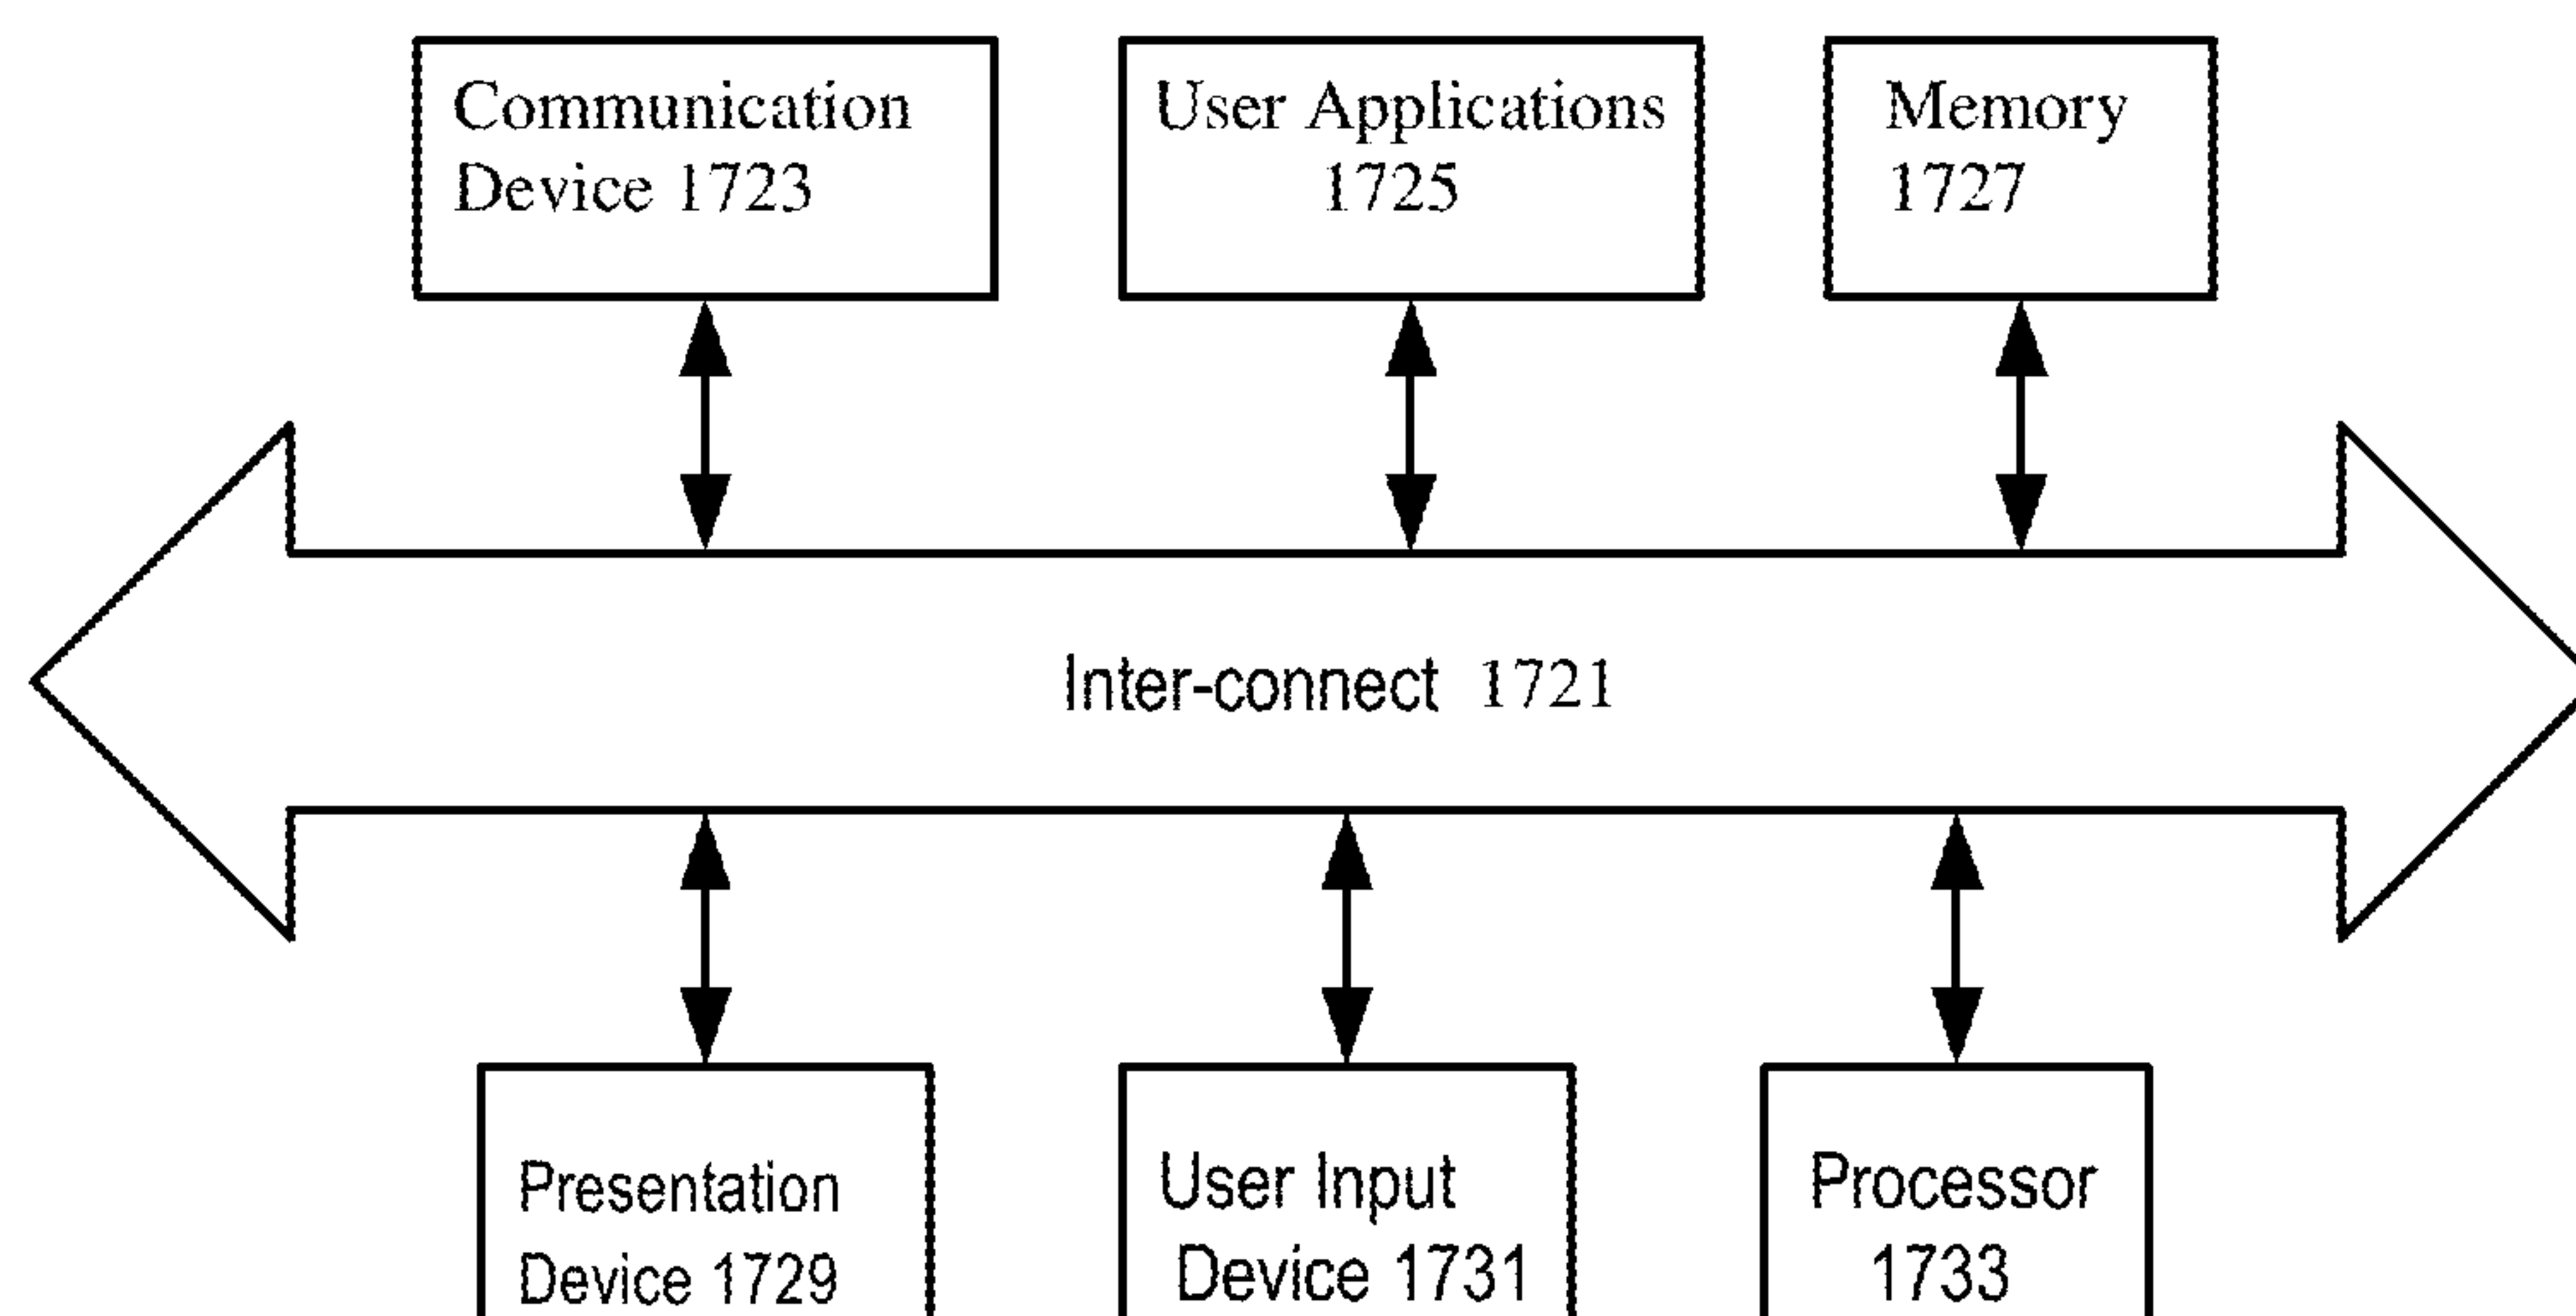 Communication
Device 1723
User Applications
1725
Memory
1727
Inter-connect 1721
Presentation
Device 1729
User Input
Device 1731
Processor
1733